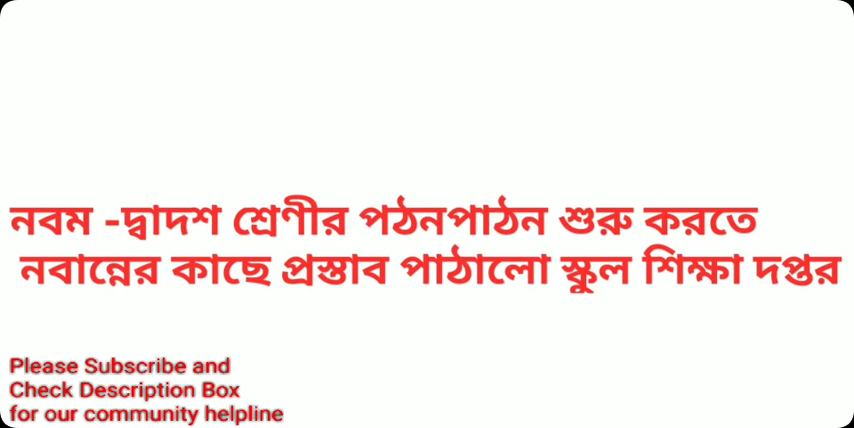 নবম -দ্বাদশ শ্রেণীর পঠনপাঠন শুরু করতে
নবান্নের কাছে প্রস্তাব পাঠালো স্কুল শিক্ষা দপ্তর
Please Subscribe and
Check Description Box
for our community helpline